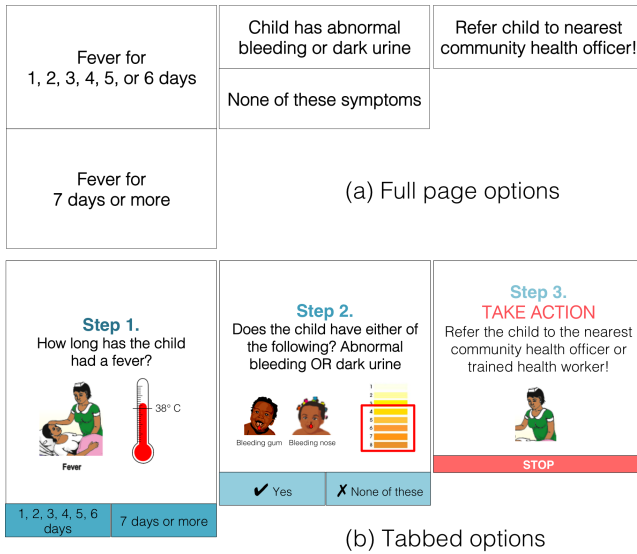 Fever for
1, 2, 3, 4, 5, or 6 days
Child has abnormal
bleeding or dark urine
Refer child to nearest
community health officer!
None of these symptoms
Fever for
7 days or more
(a) Full page options
Step 1.
How long has the child
had a fever?
38° C
Fever
1, 2, 3, 4, 5, 6
days
7 days or more
Step 2.
Does the child have either of
the following? Abnormal
bleeding OR dark urine
Bleeding gum
Bleeding nose
1
2
3
4
5
6
7
8
✔ Yes
✗ None of these
Step 3.
TAKE ACTION
Refer the child to the nearest
community health officer or
trained health worker!
STOP
(b) Tabbed options